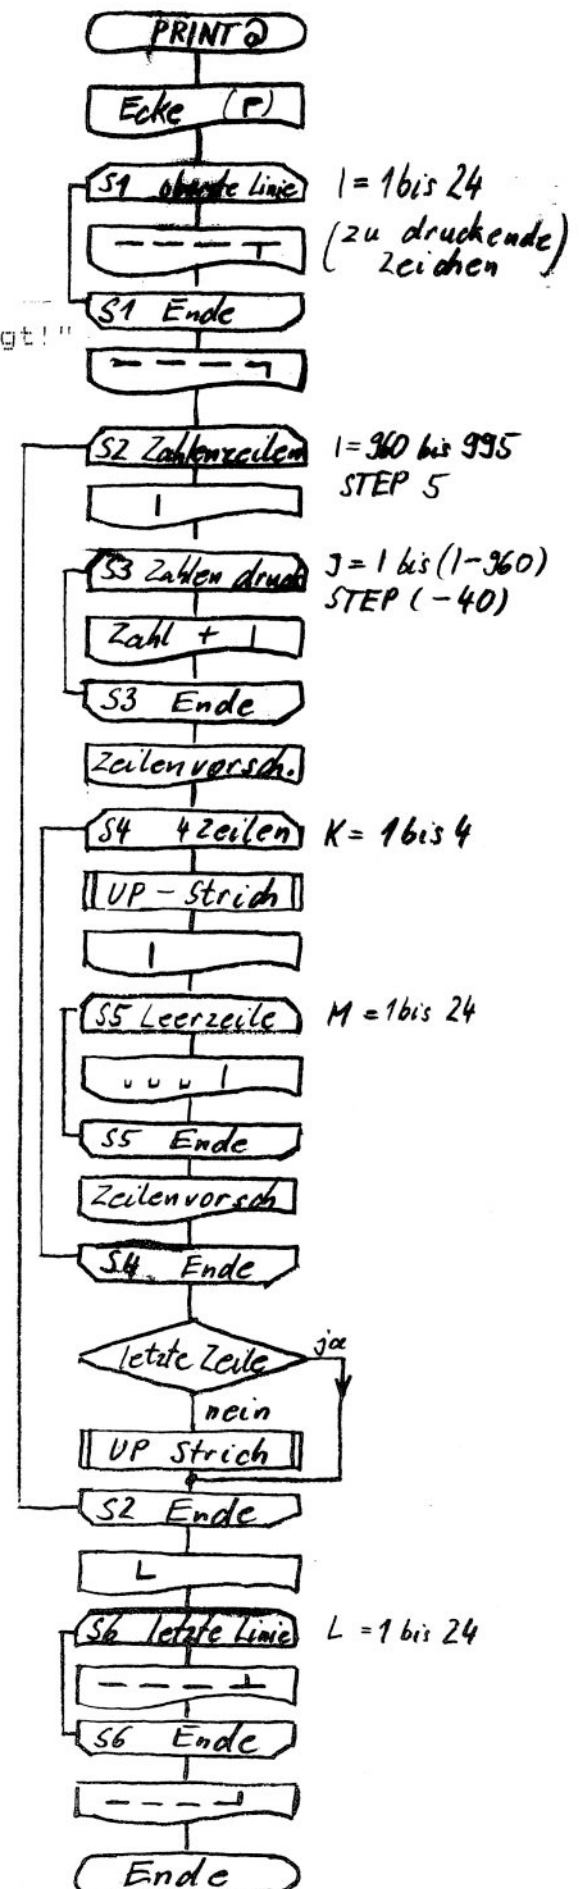 PRINT @
Ecke (┌)
S1 oberste Linie
I = 1 bis 24
(zu druckende
Zeichen)
– – – – ┬
S1 Ende
gt!"
– – – – ┐
S2 Zahlenzeilen
I = 960 bis 995
STEP 5
|
S3 Zahlen druck
J = I bis (I-960)
STEP (-40)
Zahl + |
S3 Ende
Zeilenvorsch.
S4 4 Zeilen
K = 1 bis 4
UP - Strich
|
S5 Leerzeile
M = 1 bis 24
␣ ␣ ␣ |
S5 Ende
Zeilenvorsch
S4 Ende
letzte Zeile
ja
nein
UP Strich
S2 Ende
└
S6 letzte Linie
L = 1 bis 24
– – – – ┴
S6 Ende
– – – – ┘
Ende